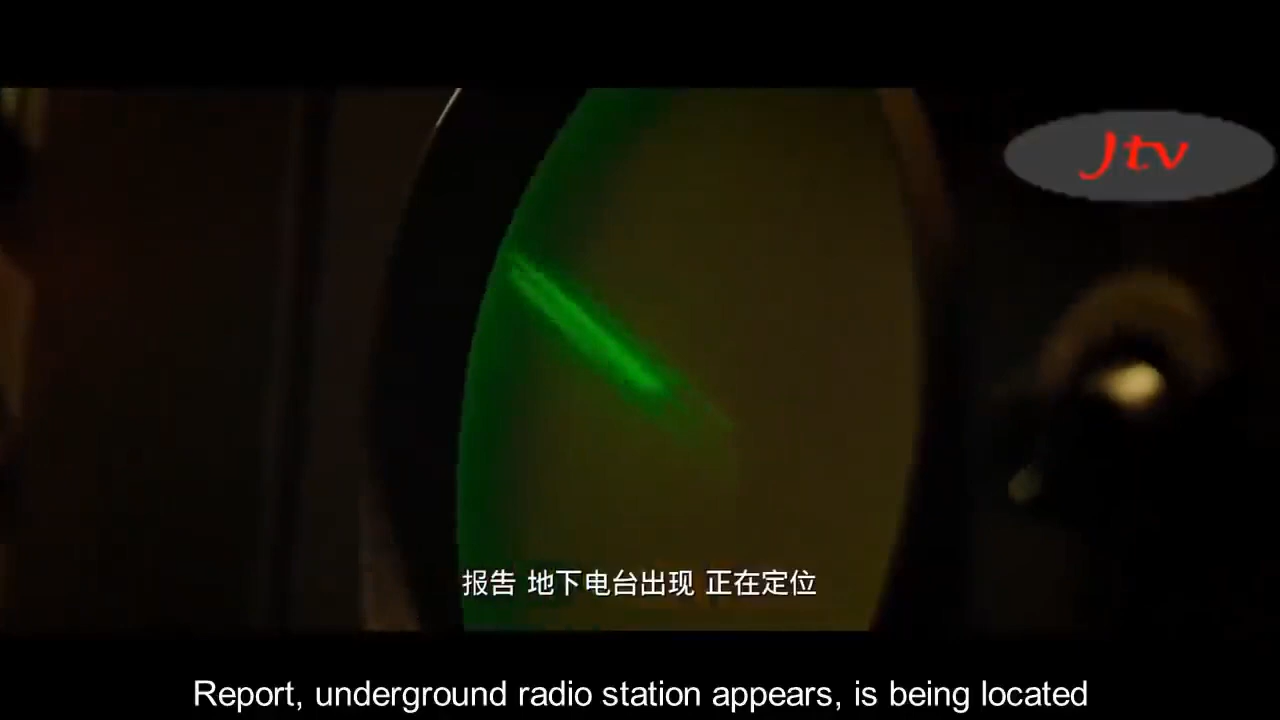 Jtv
报告 地下电台出现 正在定位
Report, underground radio station appears, is being located